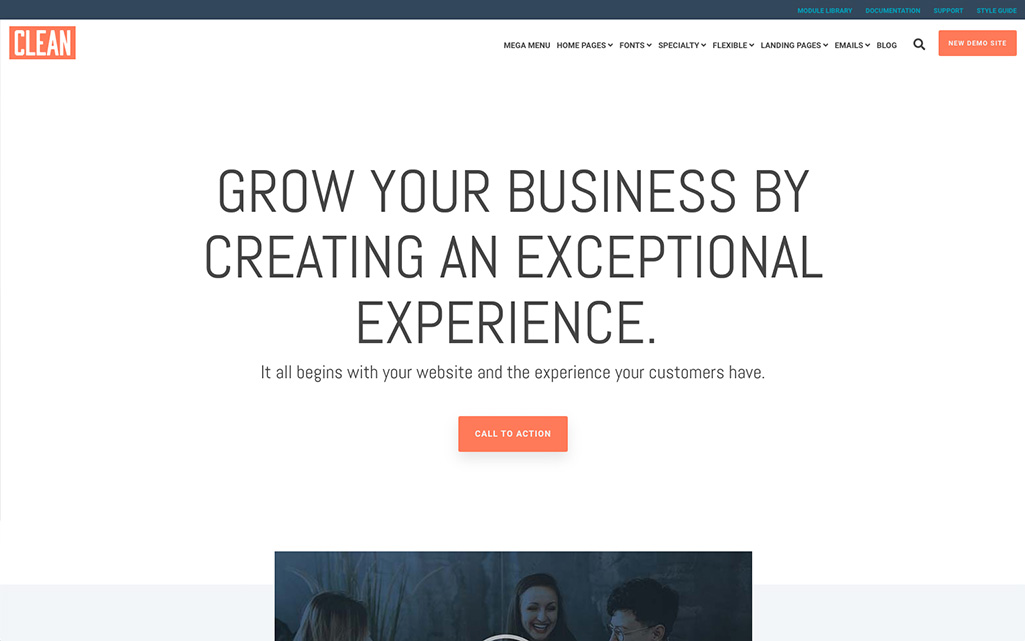 MODULE LIBRARY DOCUMENTATION SUPPORT STYLE GUIDE
CLEAN
MEGA MENU HOME PAGES FONTS SPECIALTY FLEXIBLE LANDING PAGES EMAILS BLOG
NEW DEMO SITE
GROW YOUR BUSINESS BY
CREATING AN EXCEPTIONAL
EXPERIENCE.
It all begins with your website and the experience your customers have.
CALL TO ACTION